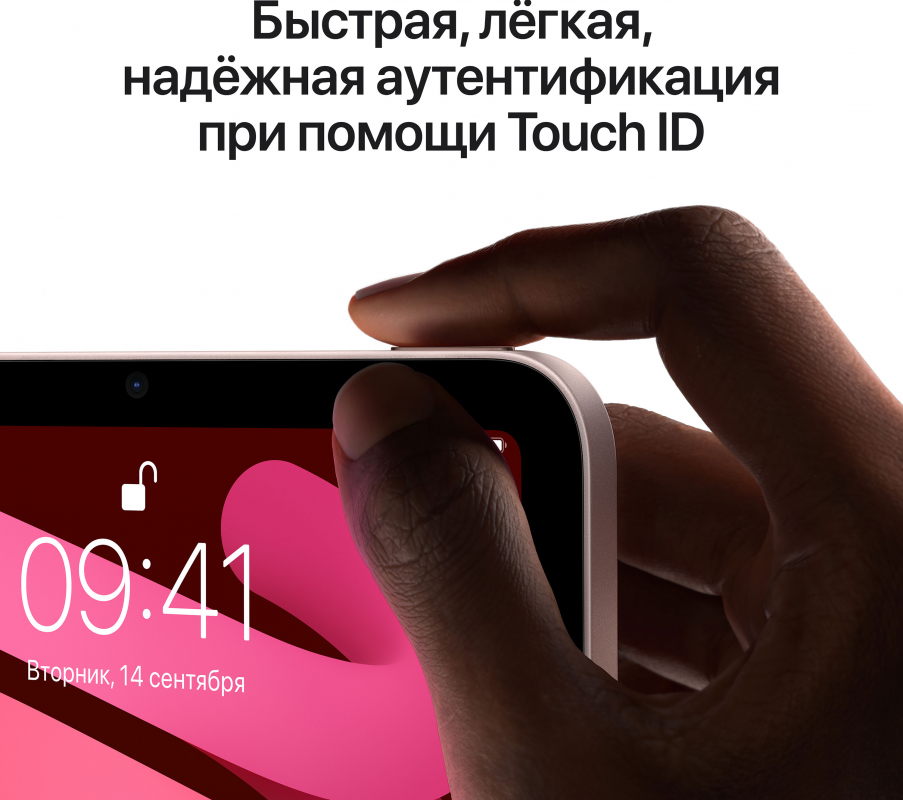 Быстрая, лёгкая,
надёжная аутентификация
при помощи Touch ID
09:41
Вторник, 14 сентября